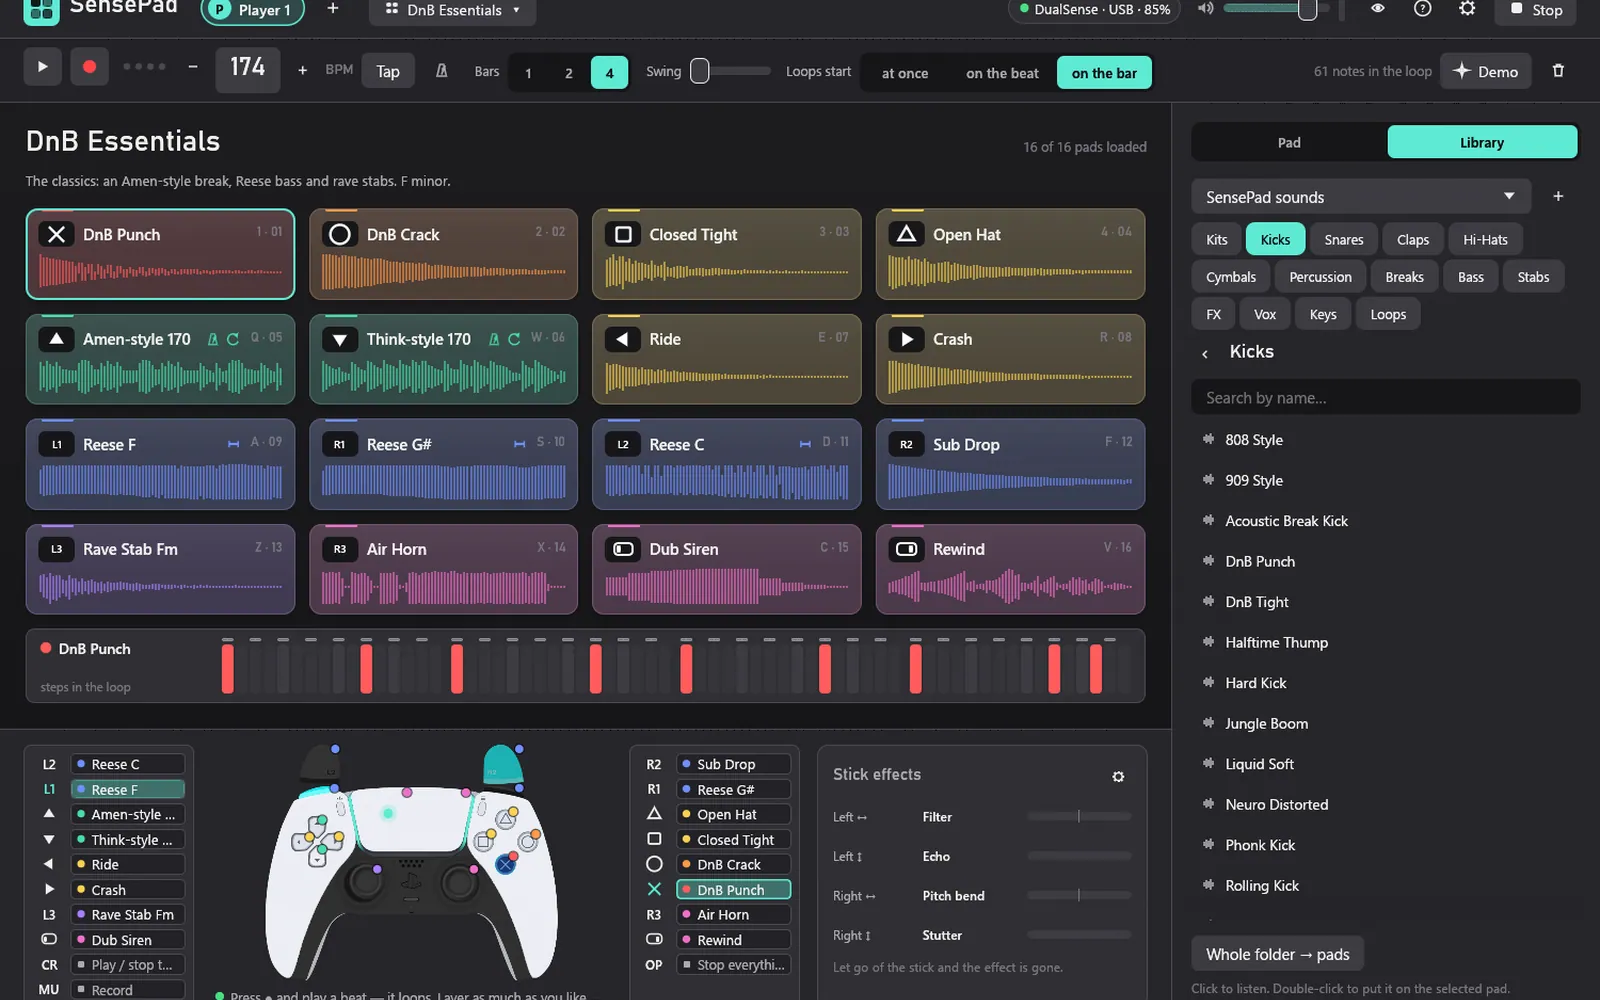 SensePad
P Player 1
+
DnB Essentials
DualSense · USB · 85%
Stop
− 174 + BPM
Tap
Bars 1 2 4
Swing
Loops start at once on the beat on the bar
61 notes in the loop
Demo
DnB Essentials
16 of 16 pads loaded
The classics: an Amen-style break, Reese bass and rave stabs. F minor.
DnB Punch 1 · 01
DnB Crack 2 · 02
Closed Tight 3 · 03
Open Hat 4 · 04
Amen-style 170 Q · 05
Think-style 170 W · 06
Ride E · 07
Crash R · 08
L1 Reese F A · 09
R1 Reese G# S · 10
L2 Reese C D · 11
R2 Sub Drop F · 12
L3 Rave Stab Fm Z · 13
R3 Air Horn X · 14
Dub Siren C · 15
Rewind V · 16
DnB Punch
steps in the loop
L2 Reese C
L1 Reese F
Amen-style ...
Think-style ...
Ride
Crash
L3 Rave Stab Fm
Dub Siren
CR Play / stop t...
MU Record
Press ● and play a beat — it loops. Layer as much as you like
R2 Sub Drop
R1 Reese G#
Open Hat
Closed Tight
DnB Crack
DnB Punch
R3 Air Horn
Rewind
OP Stop everythi...
Stick effects
Left ↔ Filter
Left ↕ Echo
Right ↔ Pitch bend
Right ↕ Stutter
Let go of the stick and the effect is gone.
Pad
Library
SensePad sounds
+
Kits Kicks Snares Claps Hi-Hats
Cymbals Percussion Breaks Bass Stabs
FX Vox Keys Loops
‹ Kicks
Search by name...
808 Style
909 Style
Acoustic Break Kick
DnB Punch
DnB Tight
Halftime Thump
Hard Kick
Jungle Boom
Liquid Soft
Neuro Distorted
Phonk Kick
Rolling Kick
Whole folder → pads
Click to listen. Double-click to put it on the selected pad.